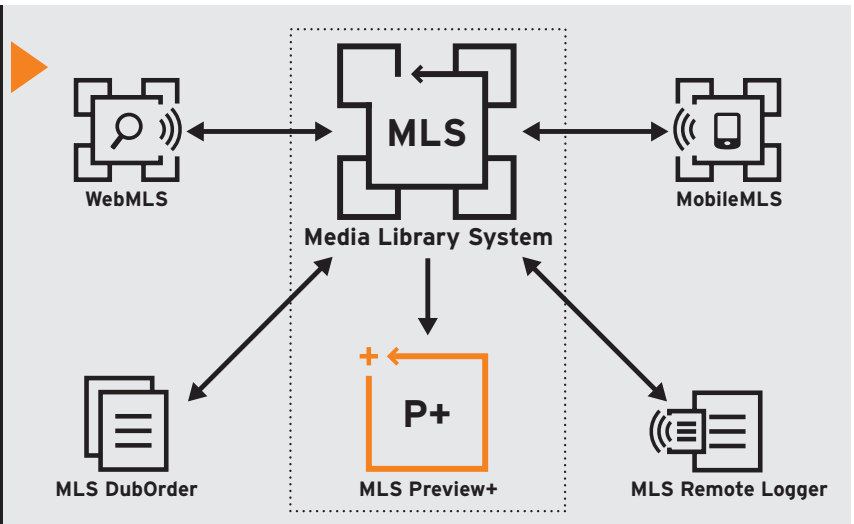 MLS
WebMLS
MobileMLS
Media Library System
P+
MLS DubOrder
MLS Preview+
MLS Remote Logger